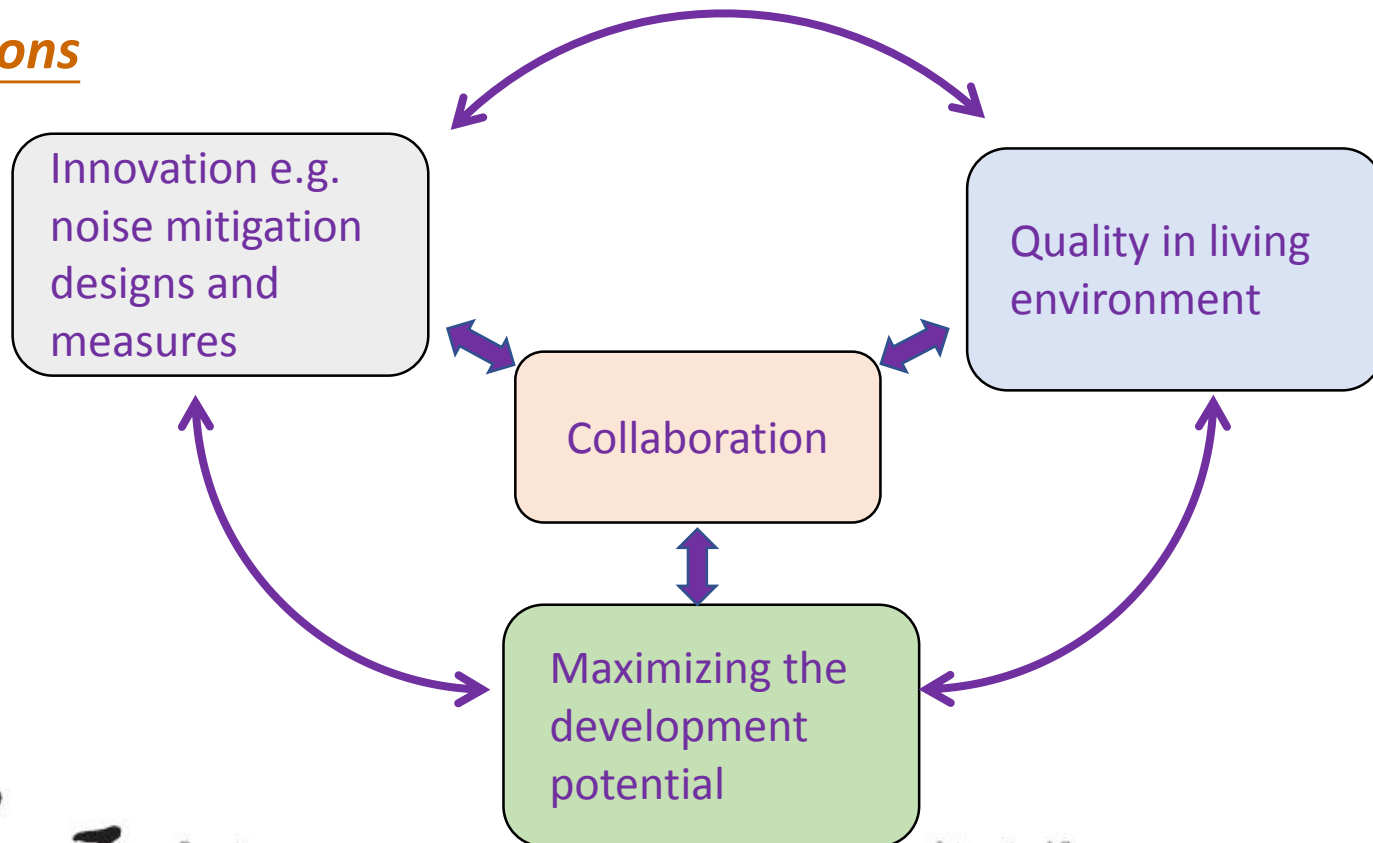 ons
Innovation e.g.
noise mitigation
designs and
measures
Quality in living
environment
Collaboration
Maximizing the
development
potential